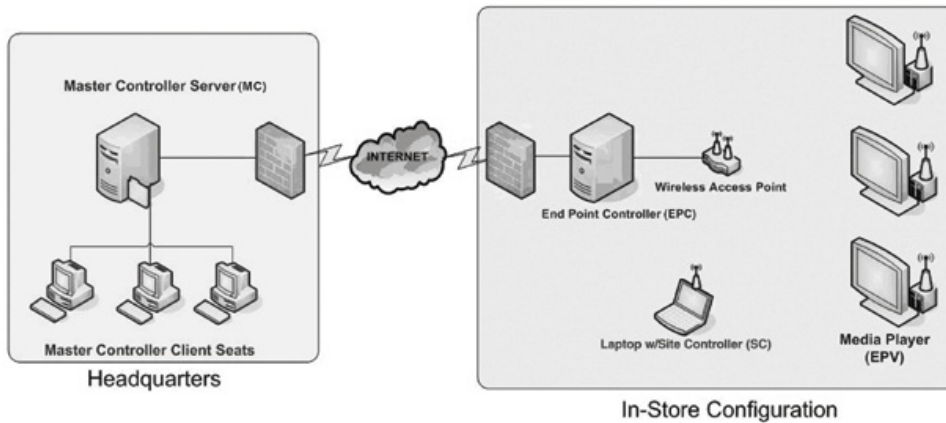 Master Controller Server (MC)
INTERNET
Wireless Access Point
End Point Controller (EPC)
Laptop w/Site Controller (SC)
Media Player
(EPV)
Master Controller Client Seats
Headquarters
In-Store Configuration